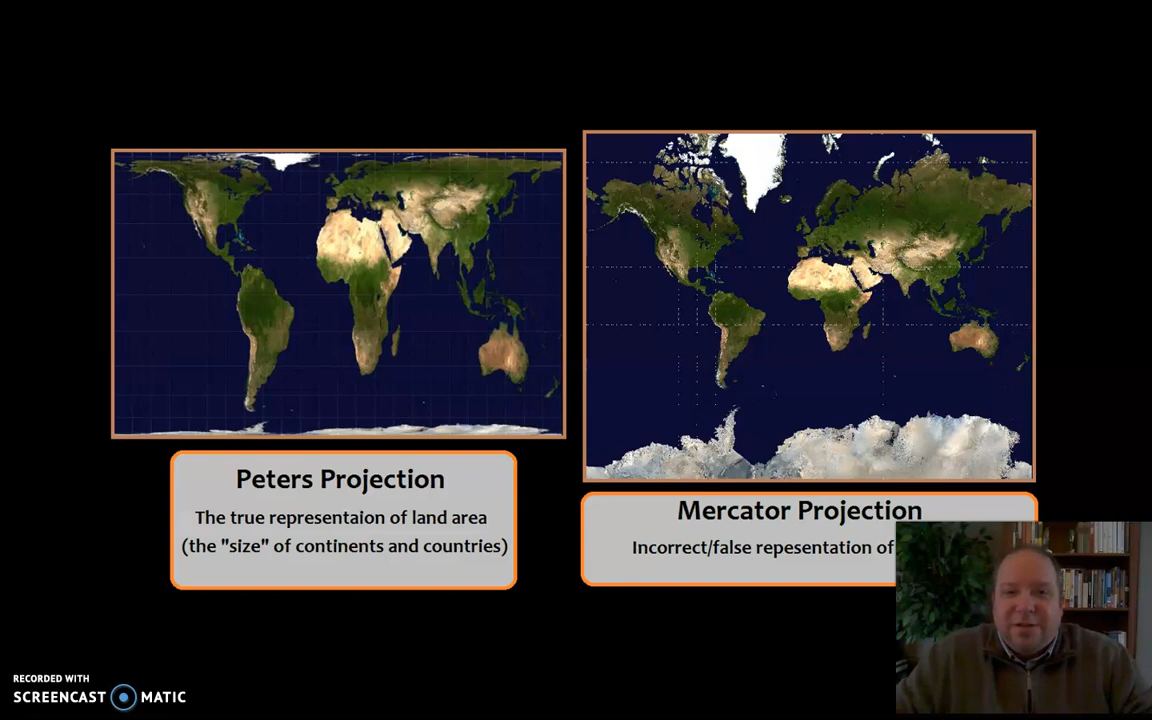 Peters Projection
The true representaion of land area
(the "size" of continents and countries)
Mercator Projection
Incorrect/false repesentation of
RECORDED WITH
SCREENCAST MATIC